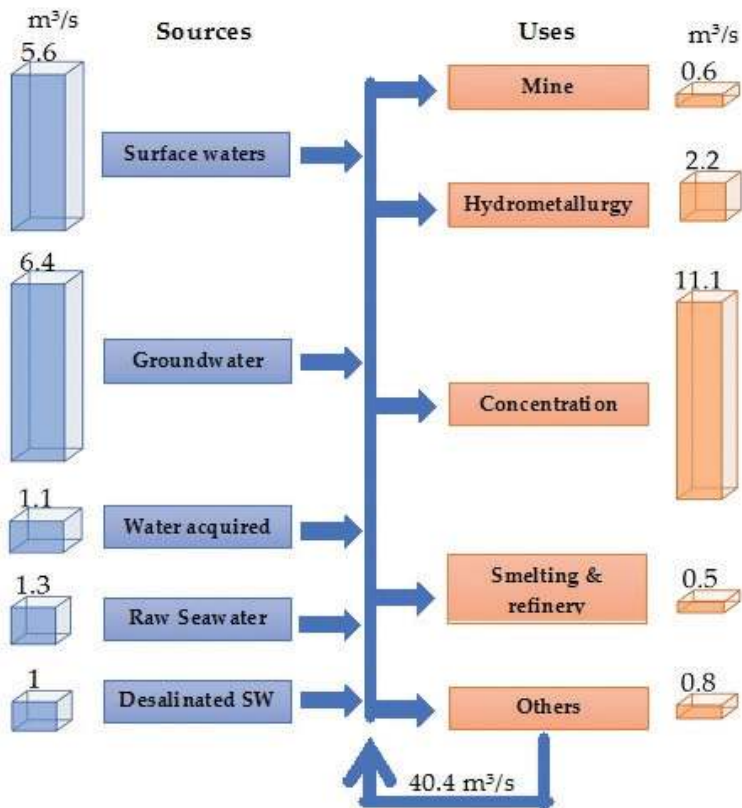 m³/s
Sources
Uses
m³/s
5.6
Surface waters
Mine
0.6
Hydrometallurgy
2.2
6.4
Groundwater
Concentration
11.1
1.1
Water acquired
1.3
Raw Seawater
Smelting &
refinery
0.5
1
Desalinated SW
Others
0.8
40.4 m³/s